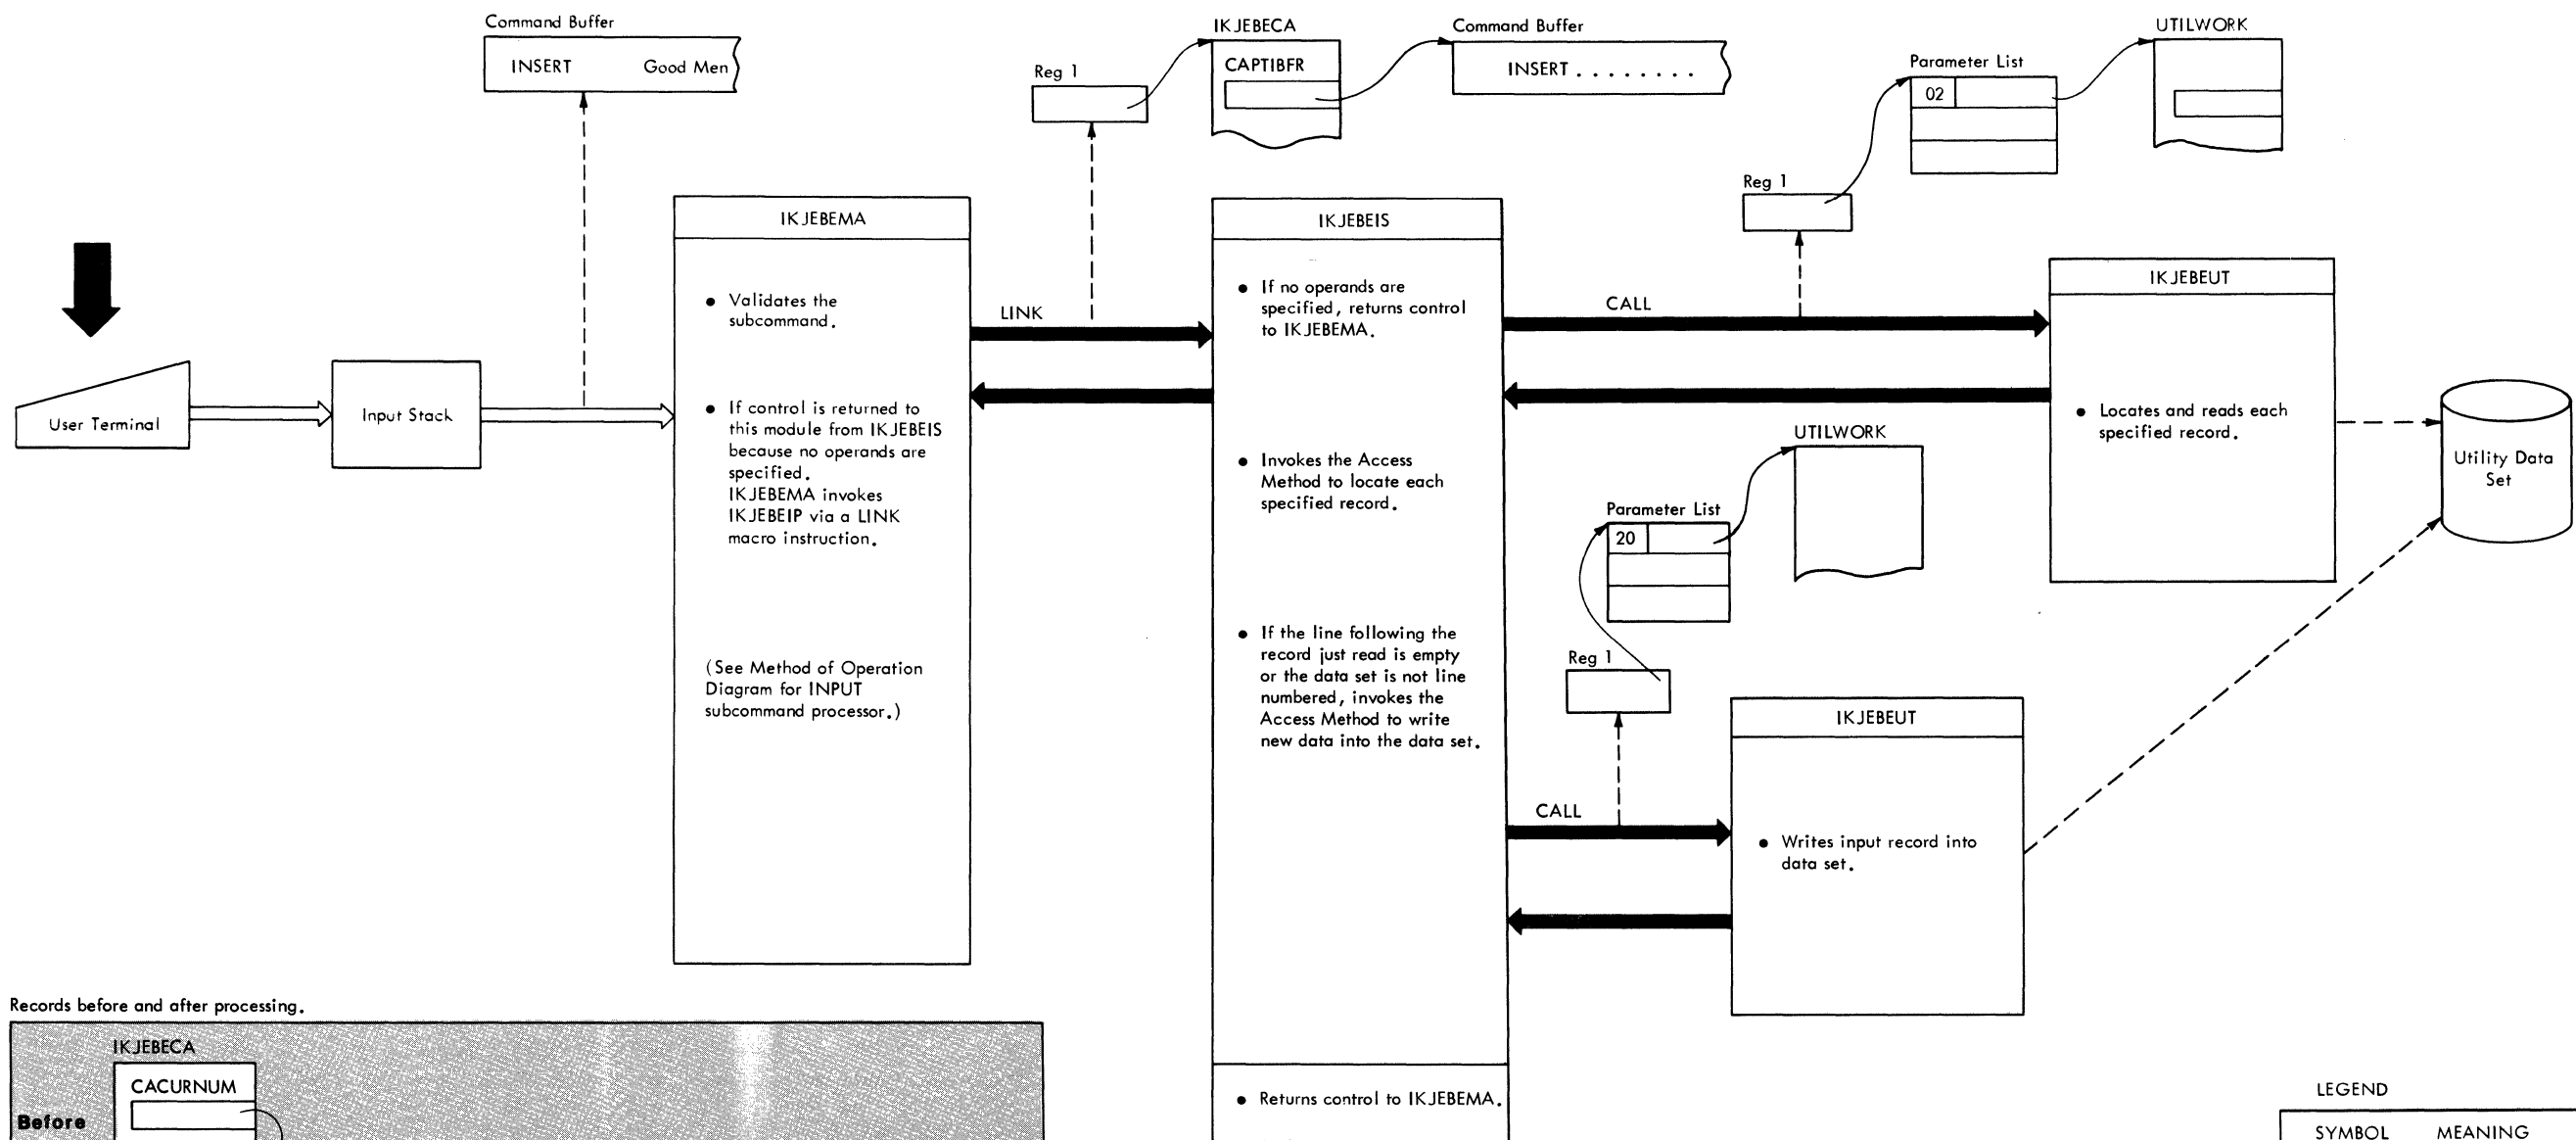 Command Buffer
INSERT Good Men
Reg 1
IKJEBECA
CAPTIBFR
Command Buffer
INSERT . . . . . . . .
Reg 1
Parameter List
02
UTILWORK
User Terminal
Input Stack
IKJEBEMA
● Validates the
subcommand.
● If control is returned to
this module from IKJEBEIS
because no operands are
specified.
IKJEBEMA invokes
IKJEBEIP via a LINK
macro instruction.
(See Method of Operation
Diagram for INPUT
subcommand processor.)
LINK
IKJEBEIS
● If no operands are
specified, returns control
to IKJEBEMA.
● Invokes the Access
Method to locate each
specified record.
● If the line following the
record just read is empty
or the data set is not line
numbered, invokes the
Access Method to write
new data into the data set.
● Returns control to IKJEBEMA.
CALL
IKJEBEUT
● Locates and reads each
specified record.
Utility Data
Set
UTILWORK
Parameter List
20
Reg 1
CALL
IKJEBEUT
● Writes input record into
data set.
Records before and after processing.
IKJEBECA
CACURNUM
Before
LEGEND
SYMBOL MEANING